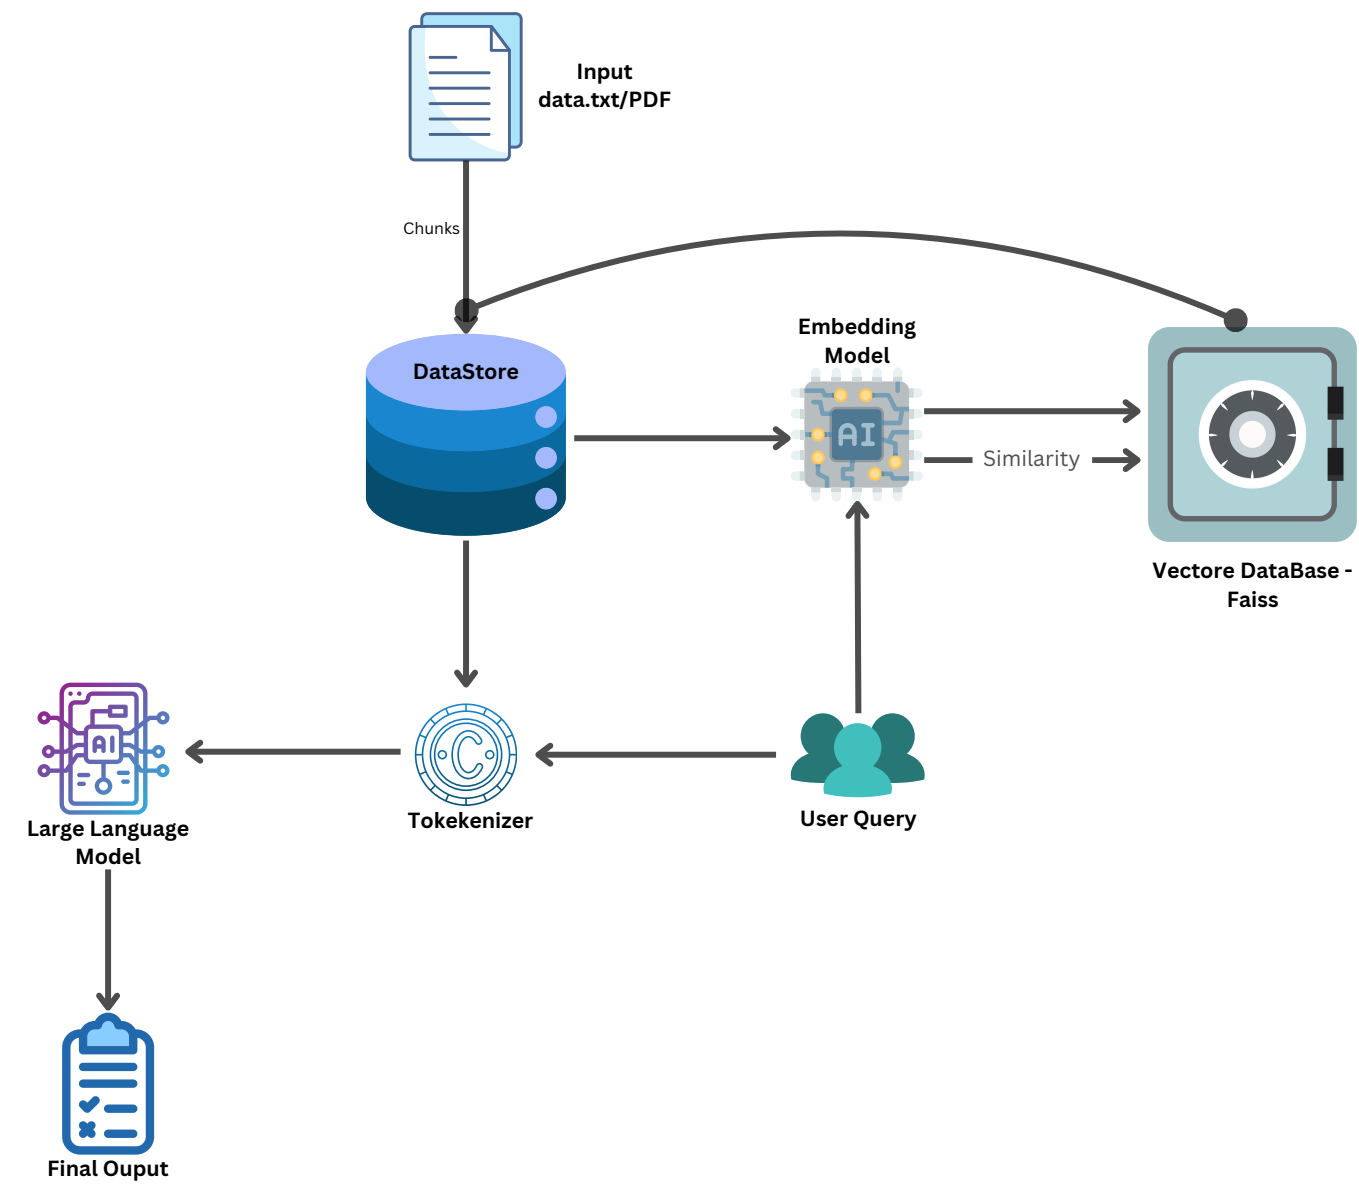 Input
data.txt/PDF
Chunks
Embedding
Model
DataStore
AI
Similarity
Vectore DataBase -
Faiss
AI
C
Large Language
Model
Tokekenizer
User Query
Final Ouput